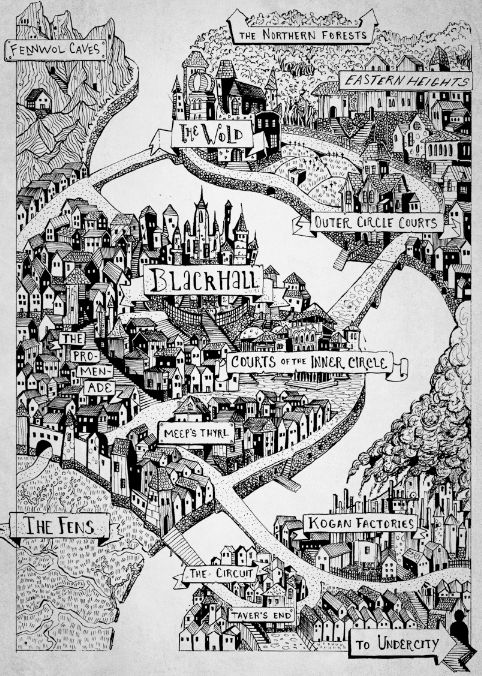 FENNWOL CAVES
THE NORTHERN FORESTS
EASTERN HEIGHTS
THE WOLD
OUTER CIRCLE COURTS
BLACKHALL
THE
PRO-
MEN-
ADE
COURTS OF THE INNER CIRCLE
MEEP'S THYRL
THE FENS
KOGAN FACTORIES
THE CIRCUIT
TAVER'S END
TO UNDERCITY